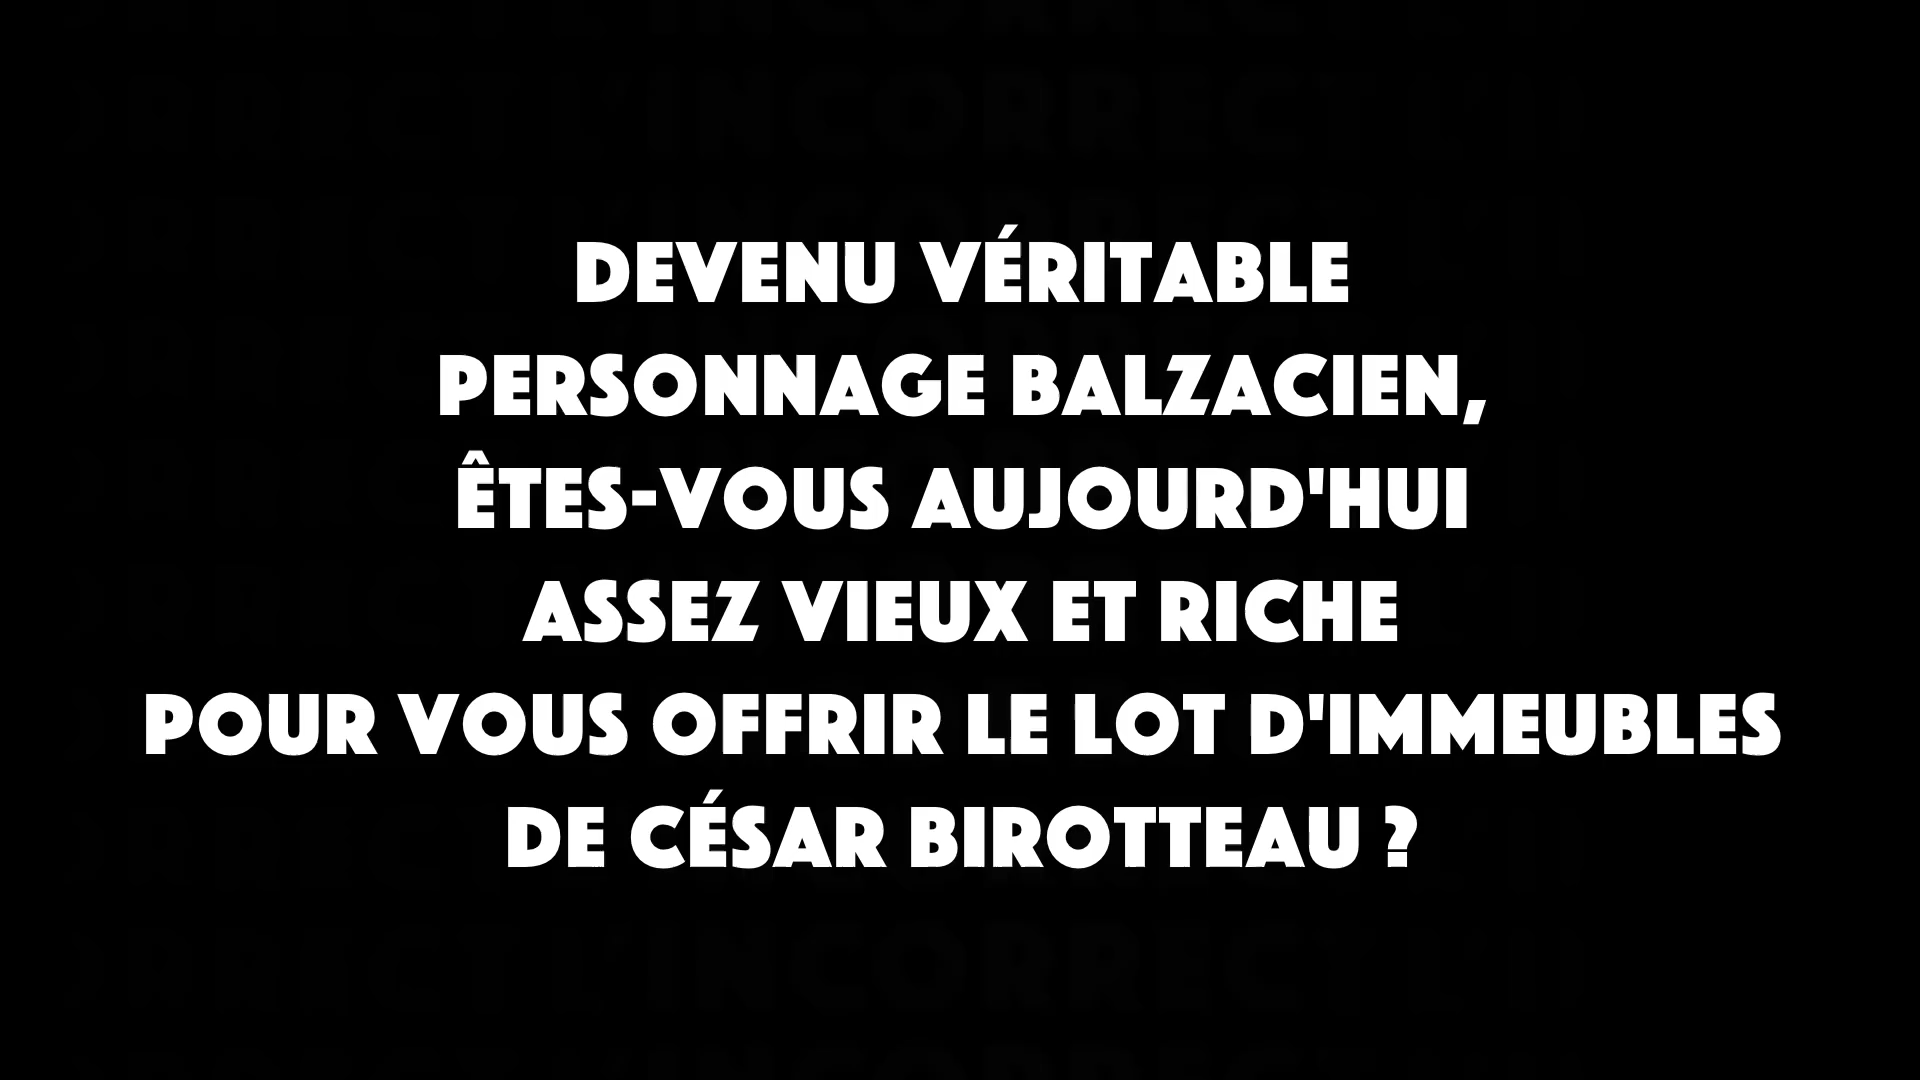 DEVENU VÉRITABLE
PERSONNAGE BALZACIEN,
ÊTES-VOUS AUJOURD'HUI
ASSEZ VIEUX ET RICHE
POUR VOUS OFFRIR LE LOT D'IMMEUBLES
DE CÉSAR BIROTTEAU ?